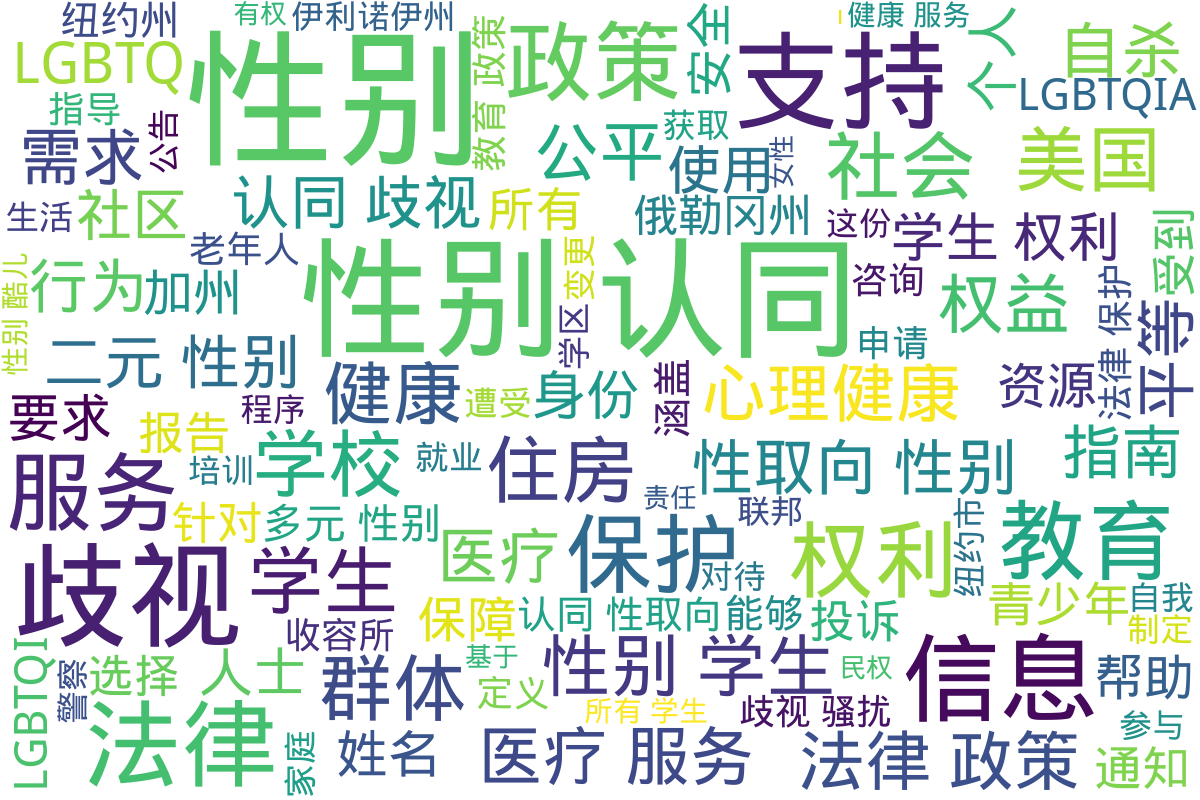 纽约州
有权
伊利诺伊州
健康 服务
LGBTQ
性别
教育 政策
政策
安全
支持
个人
自杀
LGBTQIA
指导
需求
公告
公平
获取
使用
女性
社会
美国
社区
生活
认同 歧视
所有
俄勒冈州
这份
学生 权利
受到
老年人
性别 酷儿
行为
加州
性别 认同
变更
咨询
权益
法律 保护
平等
二元 性别
学区
申请
健康
遭受
身份
涵盖
心理健康
资源
要求
程序
报告
学校
就业
住房
性取向 性别
指南
服务
培训
针对
多元 性别
责任
联邦
医疗
保护
对待
权利
纽约市
教育
歧视
学生
收容所
保障
认同 性取向
能够
投诉
青少年
自我
制定
LGBTQI
警察
选择
人士
群体
基于
定义
性别 学生
民权
信息
帮助
所有 学生
歧视 骚扰
参与
法律
家庭
姓名
医疗 服务
法律 政策
通知